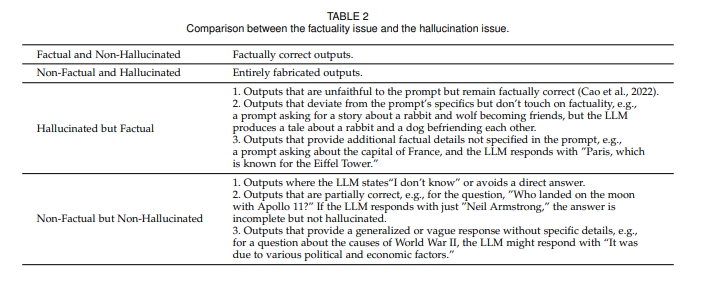 TABLE 2
Comparison between the factuality issue and the hallucination issue.
Factual and Non-Hallucinated Factually correct outputs.
Non-Factual and Hallucinated Entirely fabricated outputs.
Hallucinated but Factual
1. Outputs that are unfaithful to the prompt but remain factually correct (Cao et al., 2022).
2. Outputs that deviate from the prompt's specifics but don't touch on factuality, e.g.,
a prompt asking for a story about a rabbit and wolf becoming friends, but the LLM
produces a tale about a rabbit and a dog befriending each other.
3. Outputs that provide additional factual details not specified in the prompt, e.g.,
a prompt asking about the capital of France, and the LLM responds with "Paris, which
is known for the Eiffel Tower."
Non-Factual but Non-Hallucinated
1. Outputs where the LLM states"I don't know" or avoids a direct answer.
2. Outputs that are partially correct, e.g., for the question, "Who landed on the moon
with Apollo 11?" If the LLM responds with just "Neil Armstrong," the answer is
incomplete but not hallucinated.
3. Outputs that provide a generalized or vague response without specific details, e.g.,
for a question about the causes of World War II, the LLM might respond with "It was
due to various political and economic factors."